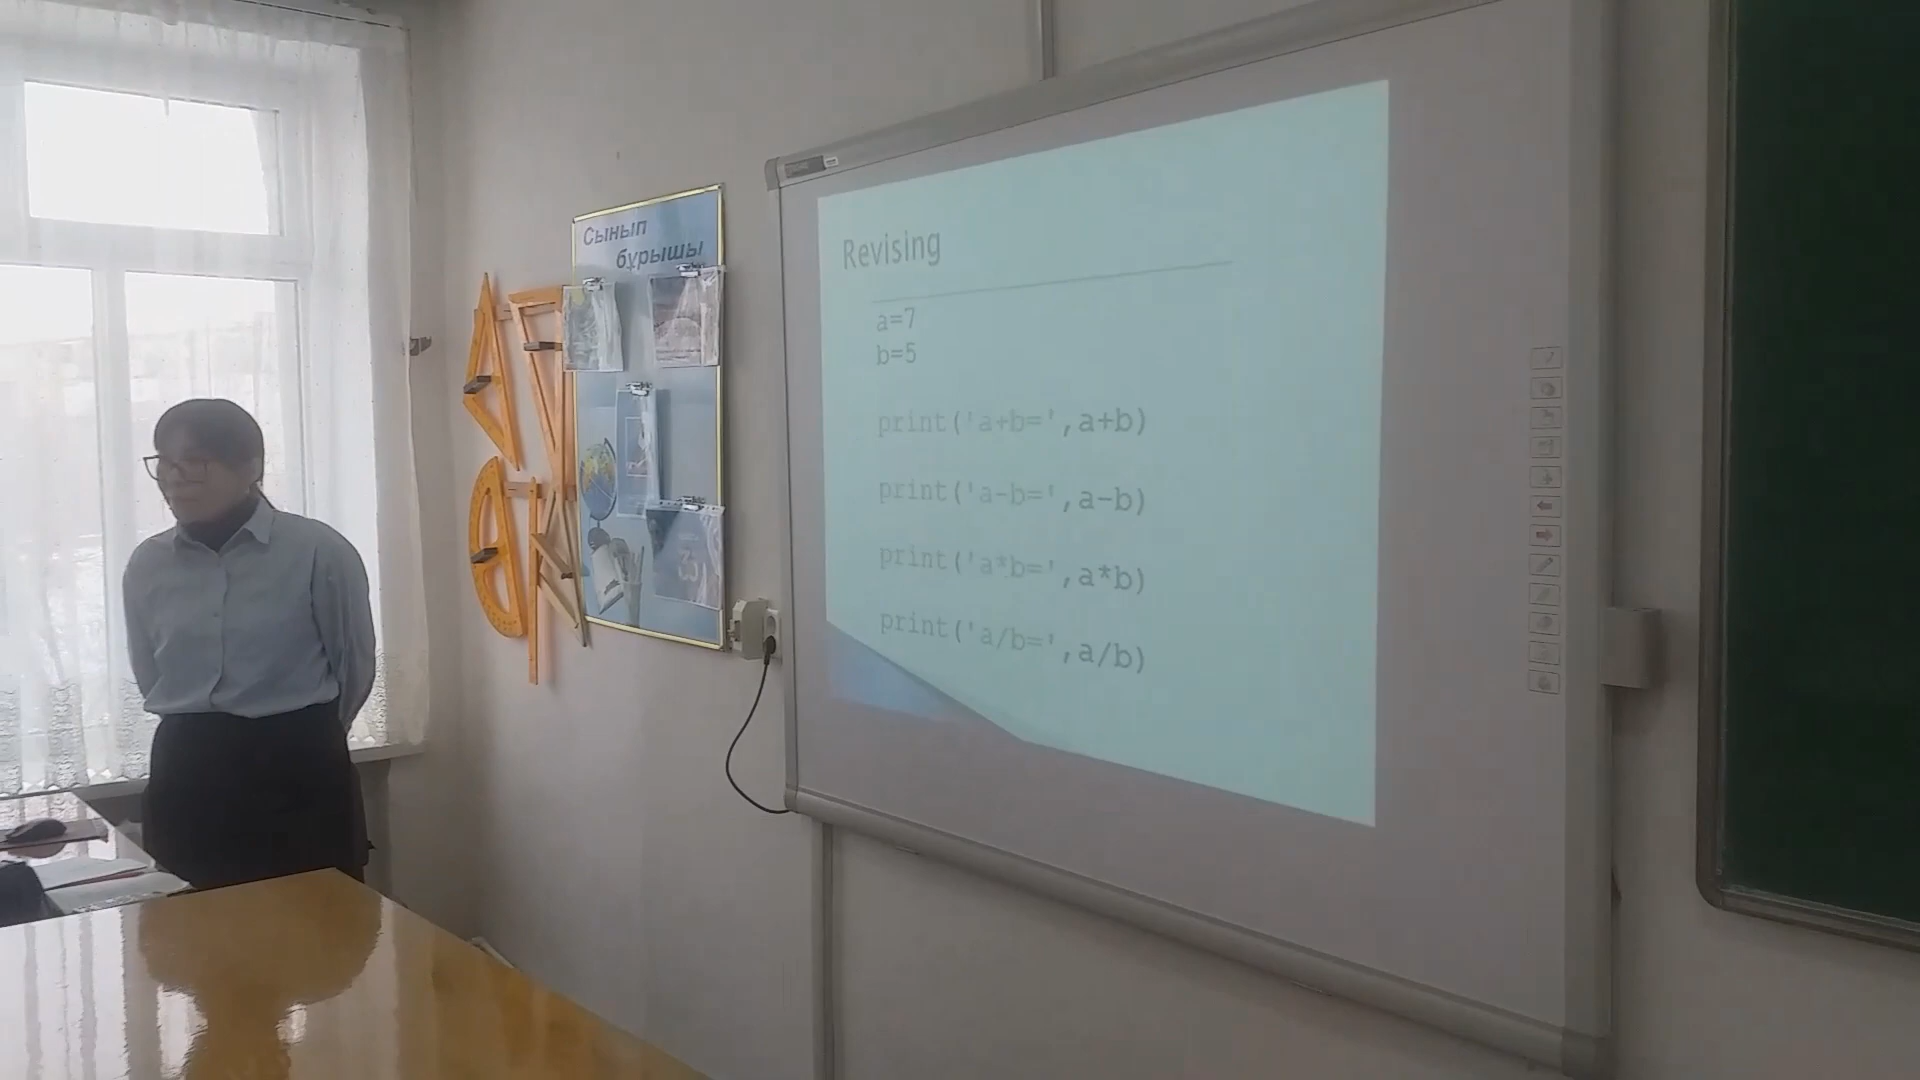 Сынып
бұрышы
Revising
a=7
b=5
print('a+b=',a+b)
print('a-b=',a-b)
print('a*b=',a*b)
print('a/b=',a/b)